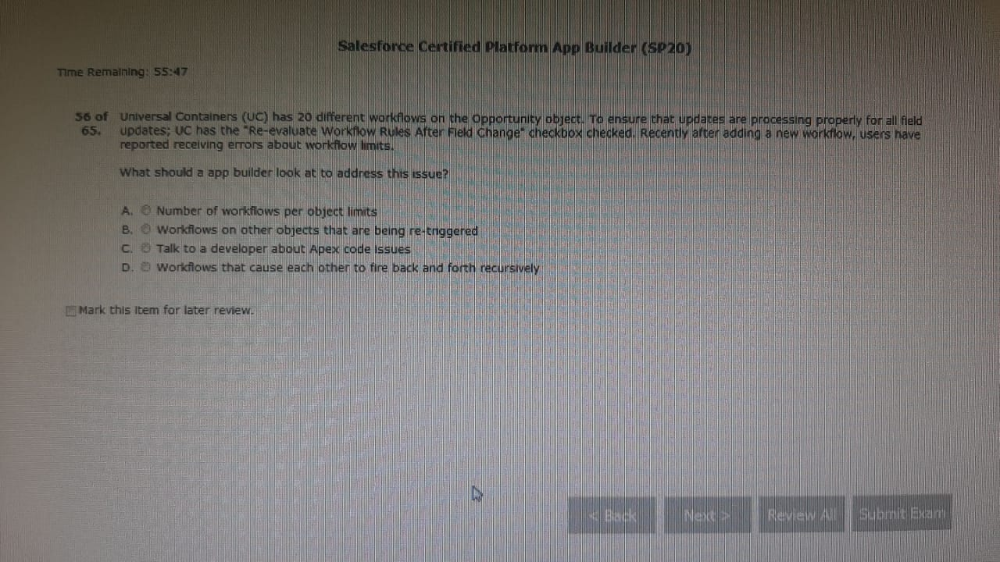 Salesforce Certified Platform App Builder (SP20)
Time Remaining: 55:47
56 of 65. Universal Containers (UC) has 20 different workflows on the Opportunity object. To ensure that updates are processing properly for all field
updates; UC has the "Re-evaluate Workflow Rules After Field Change" checkbox checked. Recently after adding a new workflow, users have
reported receiving errors about workflow limits.
What should a app builder look at to address this issue?
A. Number of workflows per object limits
B. Workflows on other objects that are being re-triggered
C. Talk to a developer about Apex code issues
D. Workflows that cause each other to fire back and forth recursively
Mark this item for later review.
< Back Next > Review All Submit Exam